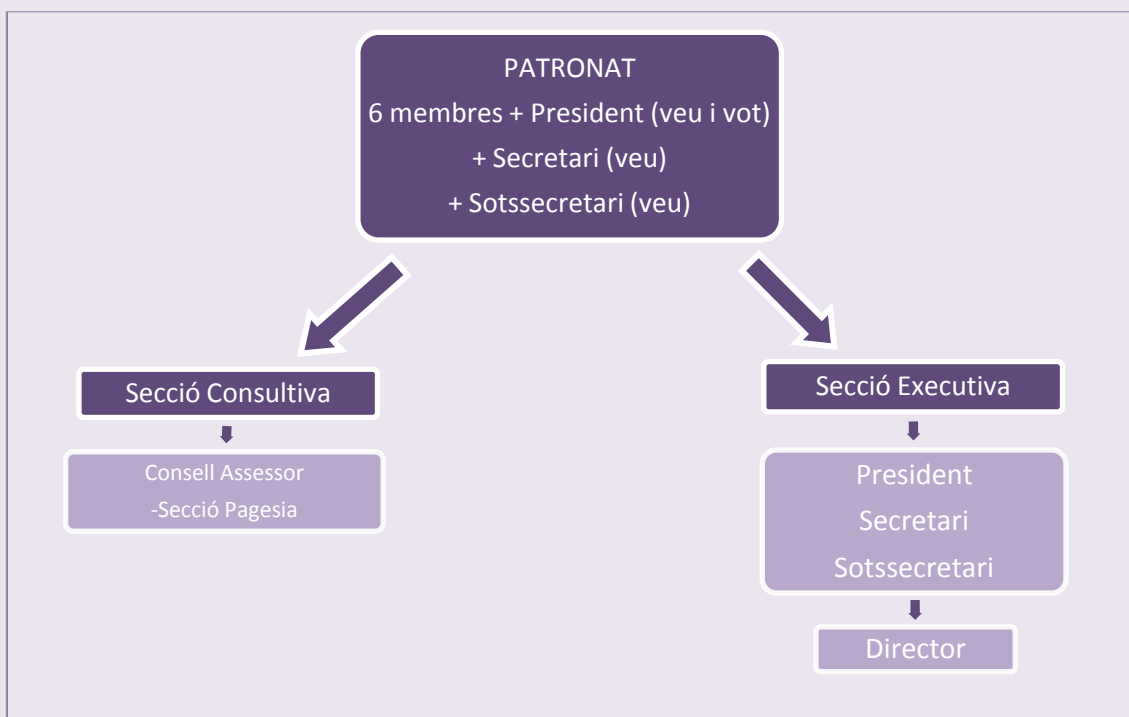 PATRONAT
6 membres + President (veu i vot)
+ Secretari (veu)
+ Sotssecretari (veu)
Secció Consultiva
Consell Assessor
-Secció Pagesia
Secció Executiva
President
Secretari
Sotssecretari
Director